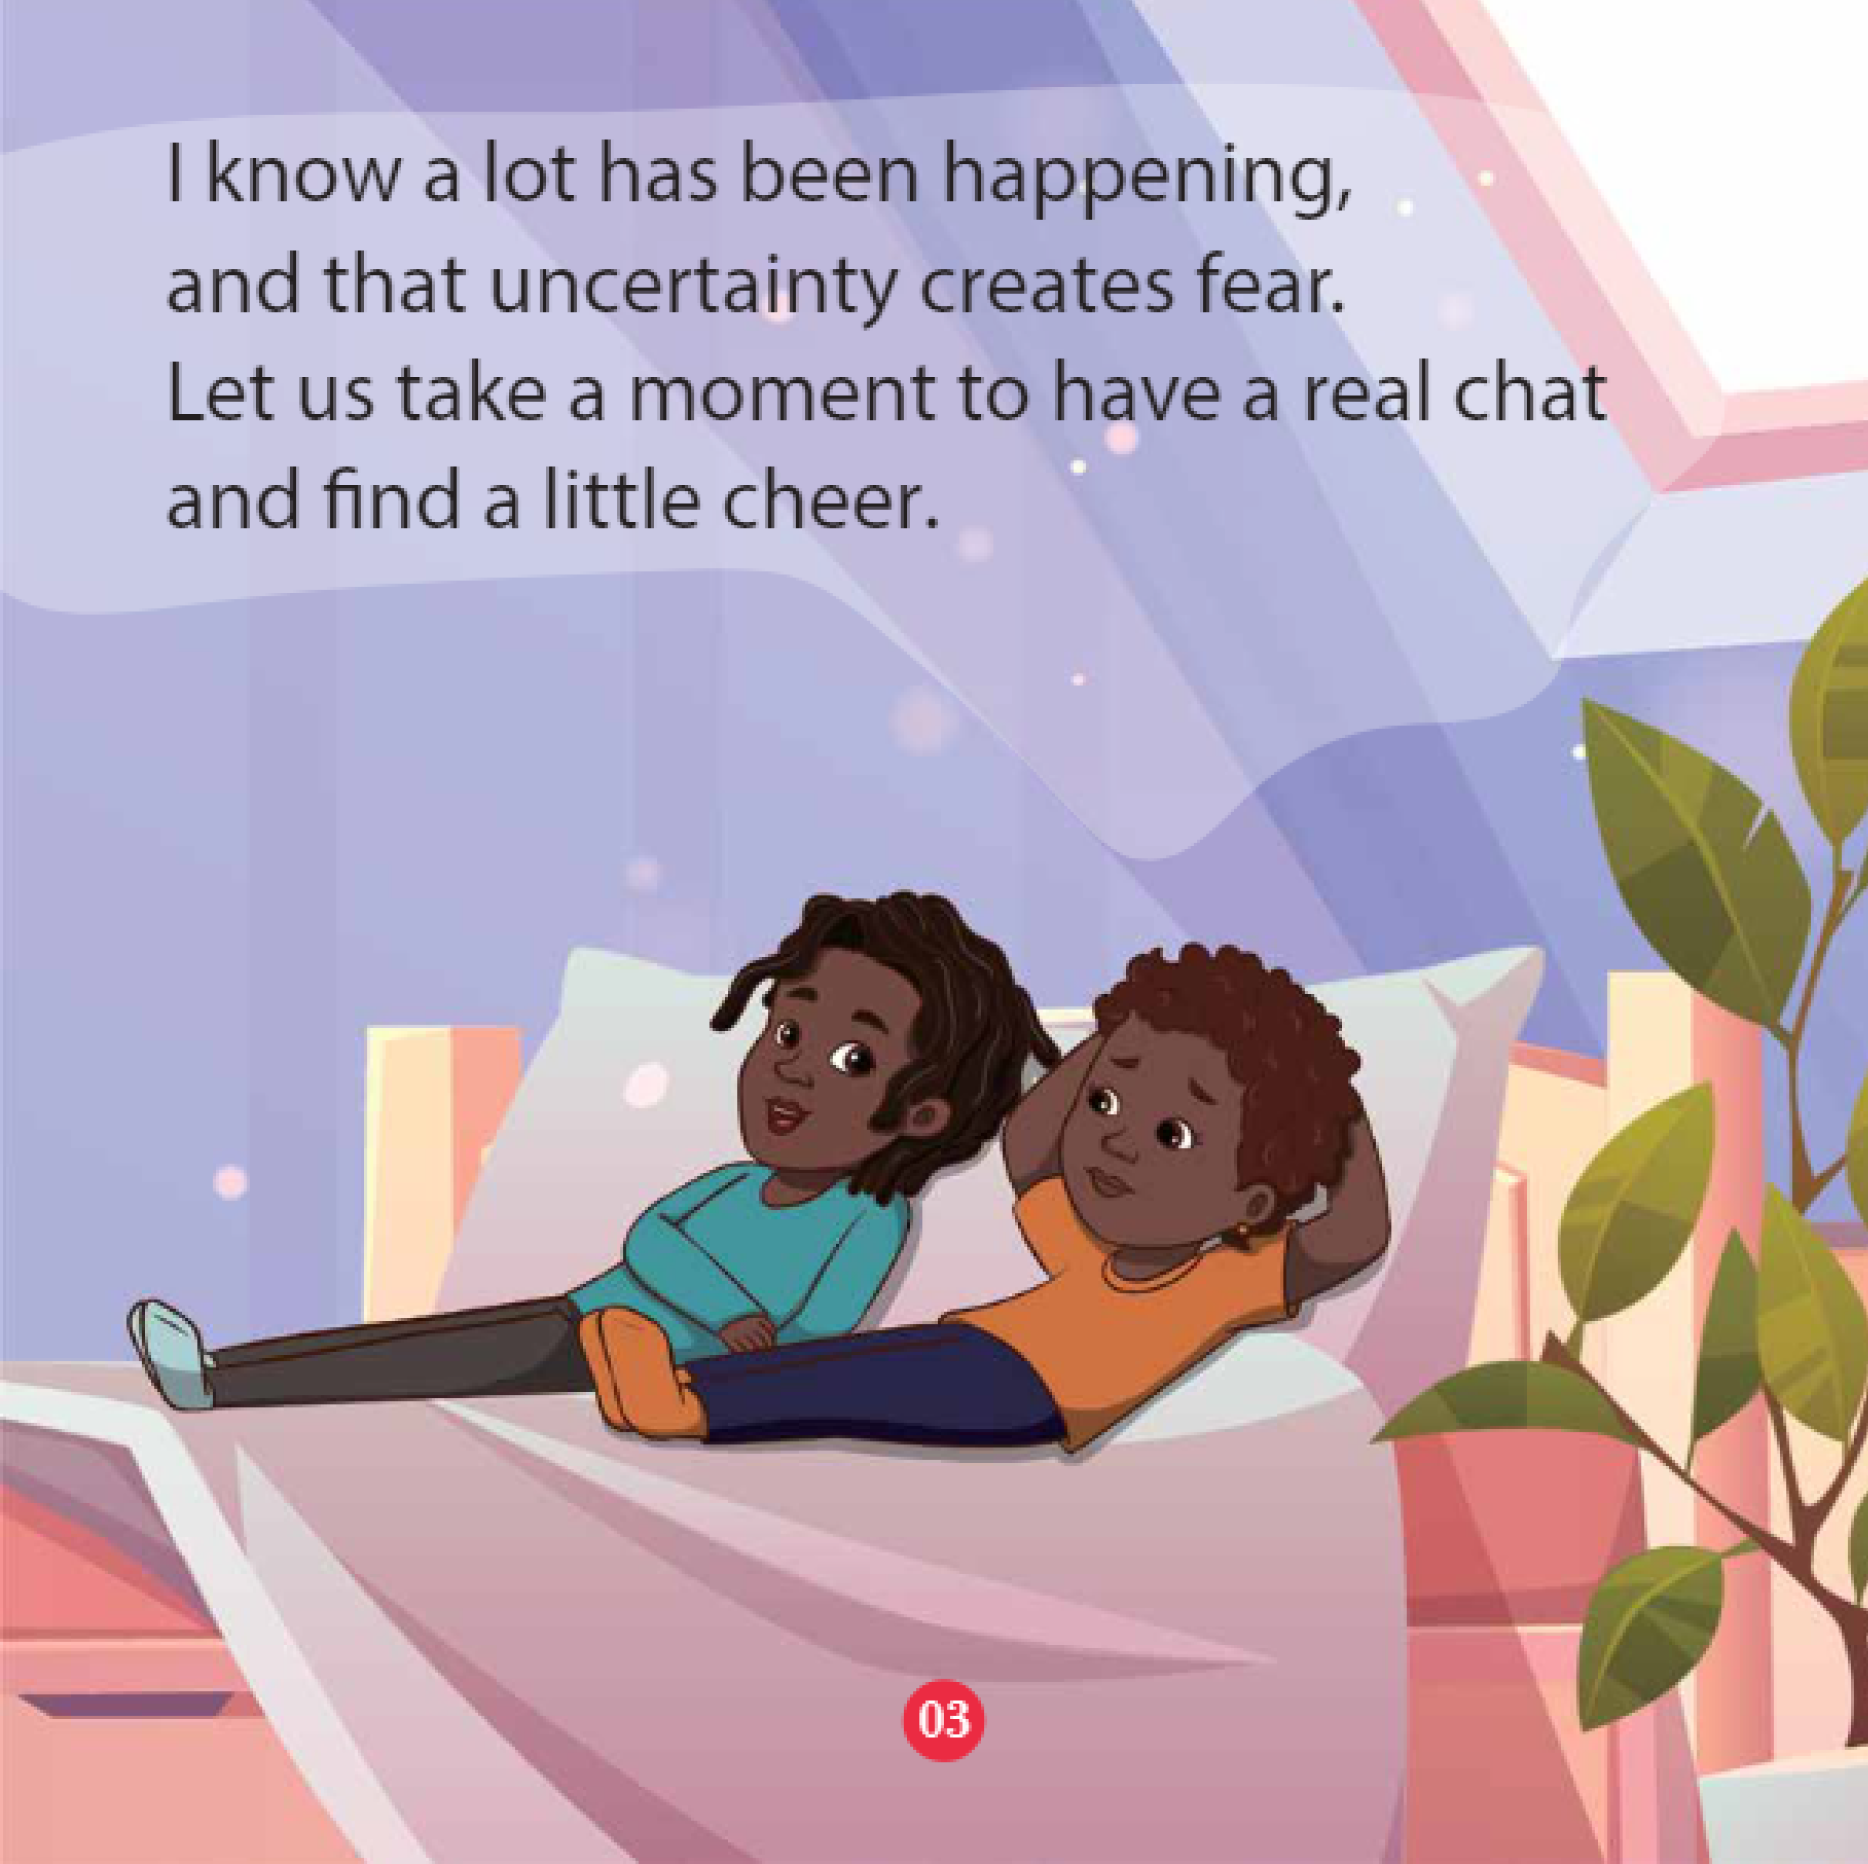 I know a lot has been happening,
and that uncertainty creates fear.
Let us take a moment to have a real chat
and find a little cheer.
03